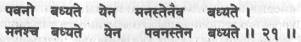 पवनो बध्यते येन मनस्तेनैव बध्यते ।
मनश्च बध्यते येन पवनस्तेन बध्यते ।। २१ ।।